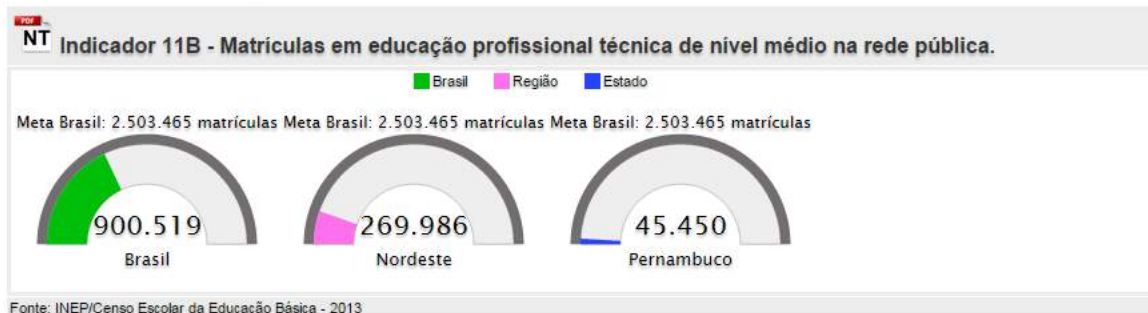 PDF
NT
Indicador 11B - Matrículas em educação profissional técnica de nível médio na rede pública.
Brasil Região Estado
Meta Brasil: 2.503.465 matrículas Meta Brasil: 2.503.465 matrículas Meta Brasil: 2.503.465 matrículas
900.519 269.986 45.450
Brasil Nordeste Pernambuco
Fonte: INEP/Censo Escolar da Educação Básica - 2013